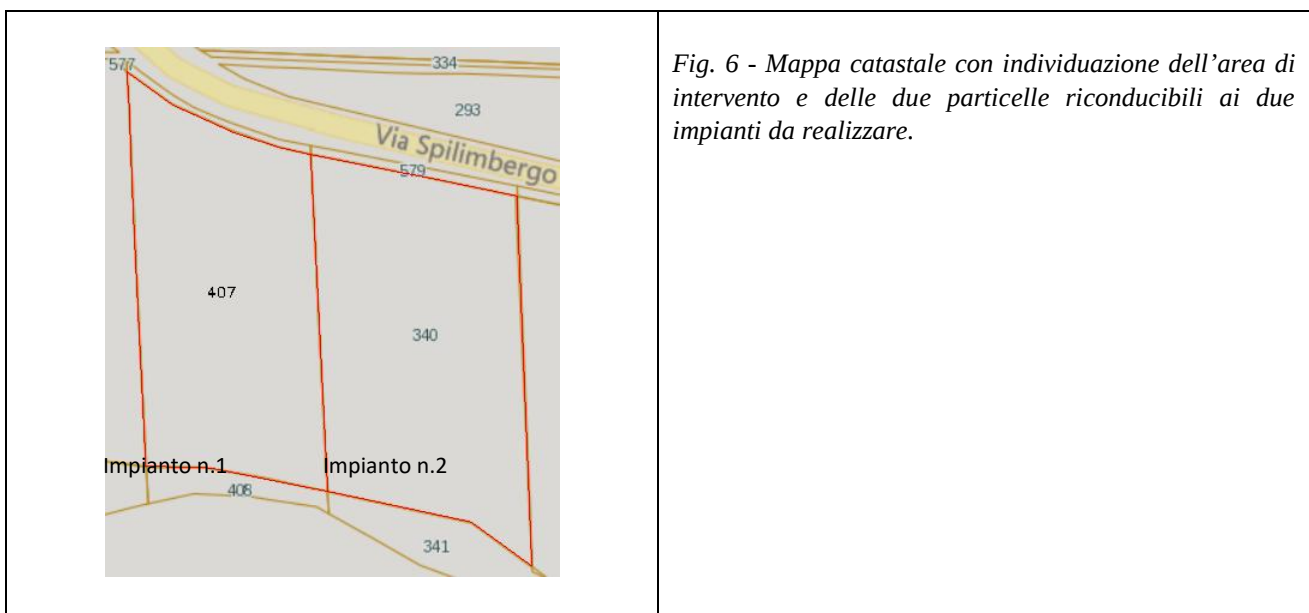 577
334
293
Via Spilimbergo
579
407
340
Impianto n.1
Impianto n.2
408
341
Fig. 6 - Mappa catastale con individuazione dell'area di
intervento e delle due particelle riconducibili ai due
impianti da realizzare.